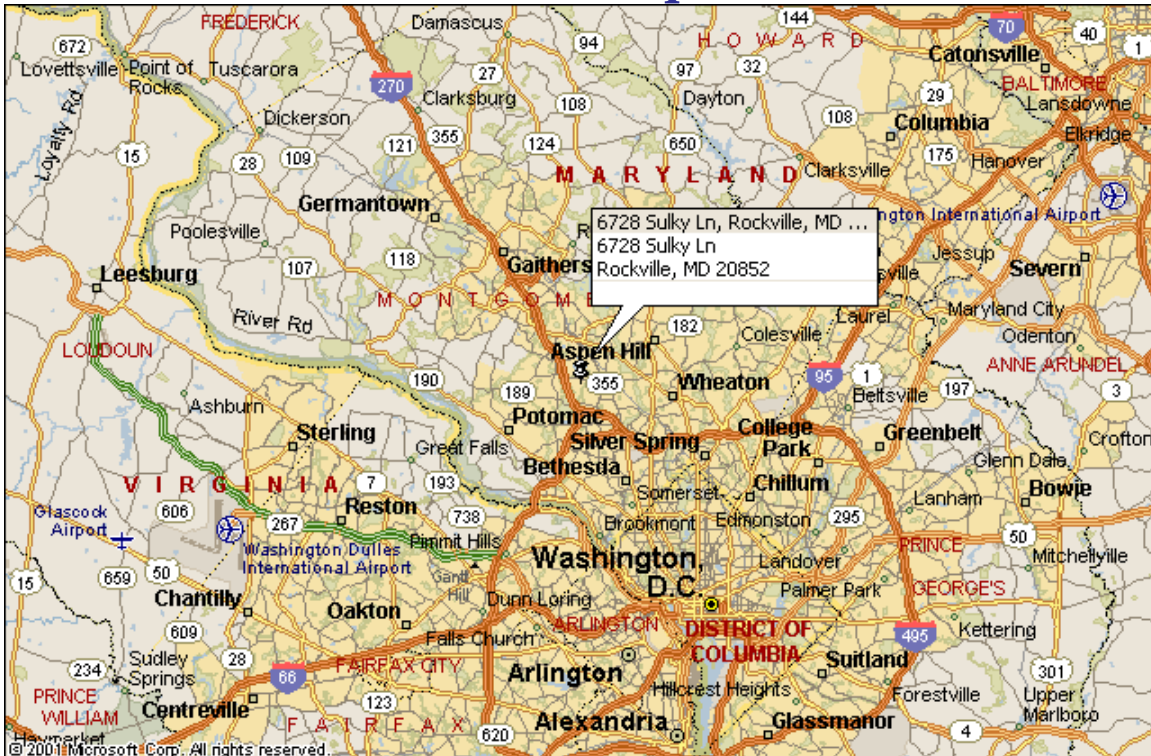 FREDERICK
Damascus
144
70
40
672
94
HOWARD
Catonsville
1
Lovettsville
Point of
Rocks
Tuscarora
27
97
32
BALTIMORE
270
Clarksburg
108
Dayton
29
Lansdowne
Loyalty Rd
Dickerson
108
Columbia
Elkridge
15
28
109
121
355
124
650
175
Hanover
MARYLAND
Clarksville
Germantown
6728 Sulky Ln, Rockville, MD ...
6728 Sulky Ln
Rockville, MD 20852
ngton International Airport
Poolesville
118
Gaithers
Jessup
Severn
Leesburg
107
sville
MONTGOME
Maryland City
River Rd
182
Colesville
Laurel
Odenton
LOUDOUN
Aspen Hill
ANNE ARUNDEL
190
355
Wheaton
95
1
197
3
Ashburn
189
Beltsville
Potomac
Sterling
Great Falls
Silver Spring
College
Park
Greenbelt
Crofton
Bethesda
Glenn Dale
VIRGINIA
7
193
Chillum
Bowie
Glascock
Airport
606
Reston
Somerset
Lanham
267
738
Brookmont
Edmonston
295
50
Washington Dulles
International Airport
Pimmit Hills
Washington,
D.C.
PRINCE
GEORGE'S
Mitchellville
15
659
50
Gantt
Hill
Landover
Chantilly
Dunn Loring
Palmer Park
Oakton
ARLINGTON
DISTRICT OF
COLUMBIA
Kettering
609
Falls Church
495
234
Sudley
Springs
28
FAIRFAX CITY
Arlington
Suitland
301
66
PRINCE
WILLIAM
Centreville
123
Hillcrest Heights
Forestville
Upper
Marlboro
FAIRFAX
620
Alexandria
Glassmanor
4
Haymarket
© 2001 Microsoft Corp. All rights reserved.